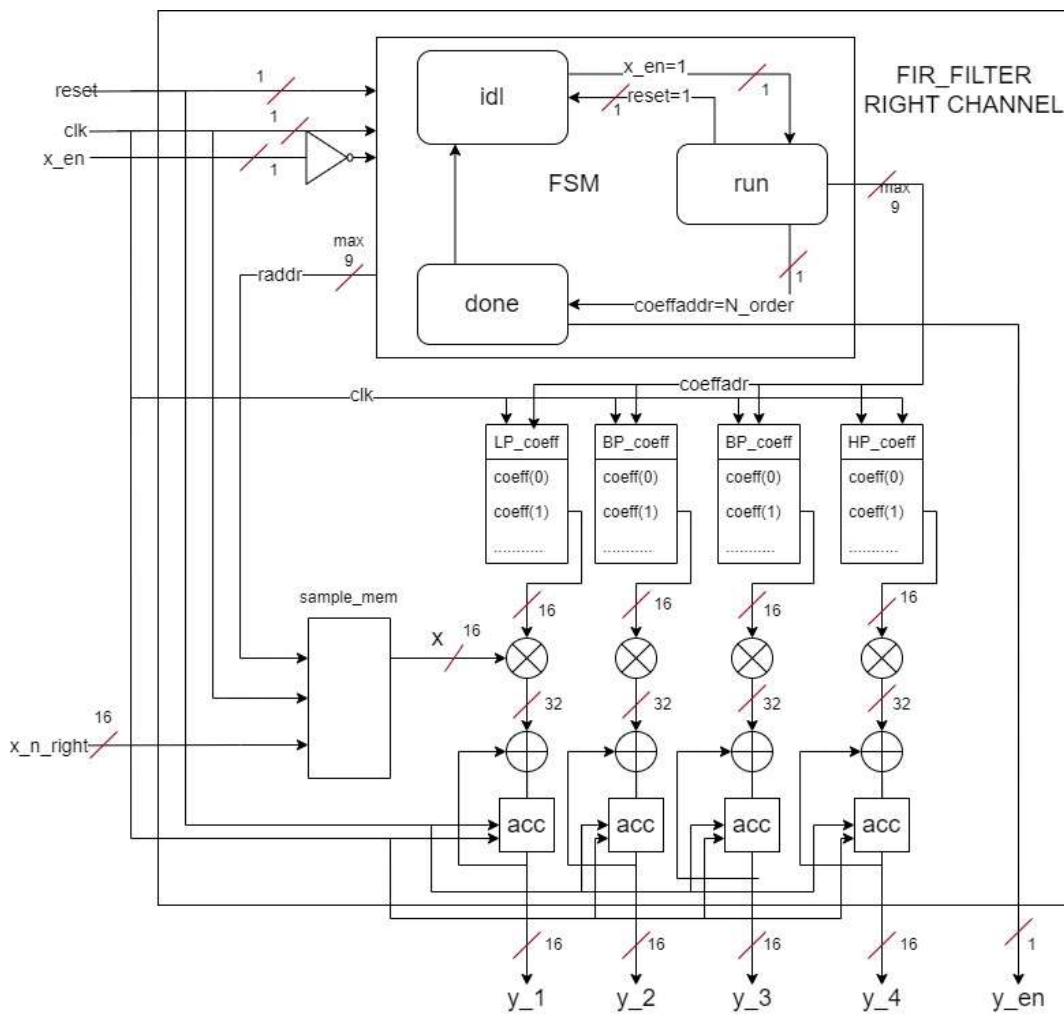 FIR_FILTER
RIGHT CHANNEL
reset
1
clk
1
x_en
1
idl
x_en=1
1
reset=1
1
FSM
run
max
9
max
9
raddr
1
done
coeffaddr=N_order
coeffadr
clk
LP_coeff
coeff(0)
coeff(1)
...........
BP_coeff
coeff(0)
coeff(1)
...........
BP_coeff
coeff(0)
coeff(1)
...........
HP_coeff
coeff(0)
coeff(1)
...........
sample_mem
x
16
16
16
16
16
32
32
32
32
16
x_n_right
acc
acc
acc
acc
16
16
16
16
1
y_1
y_2
y_3
y_4
y_en